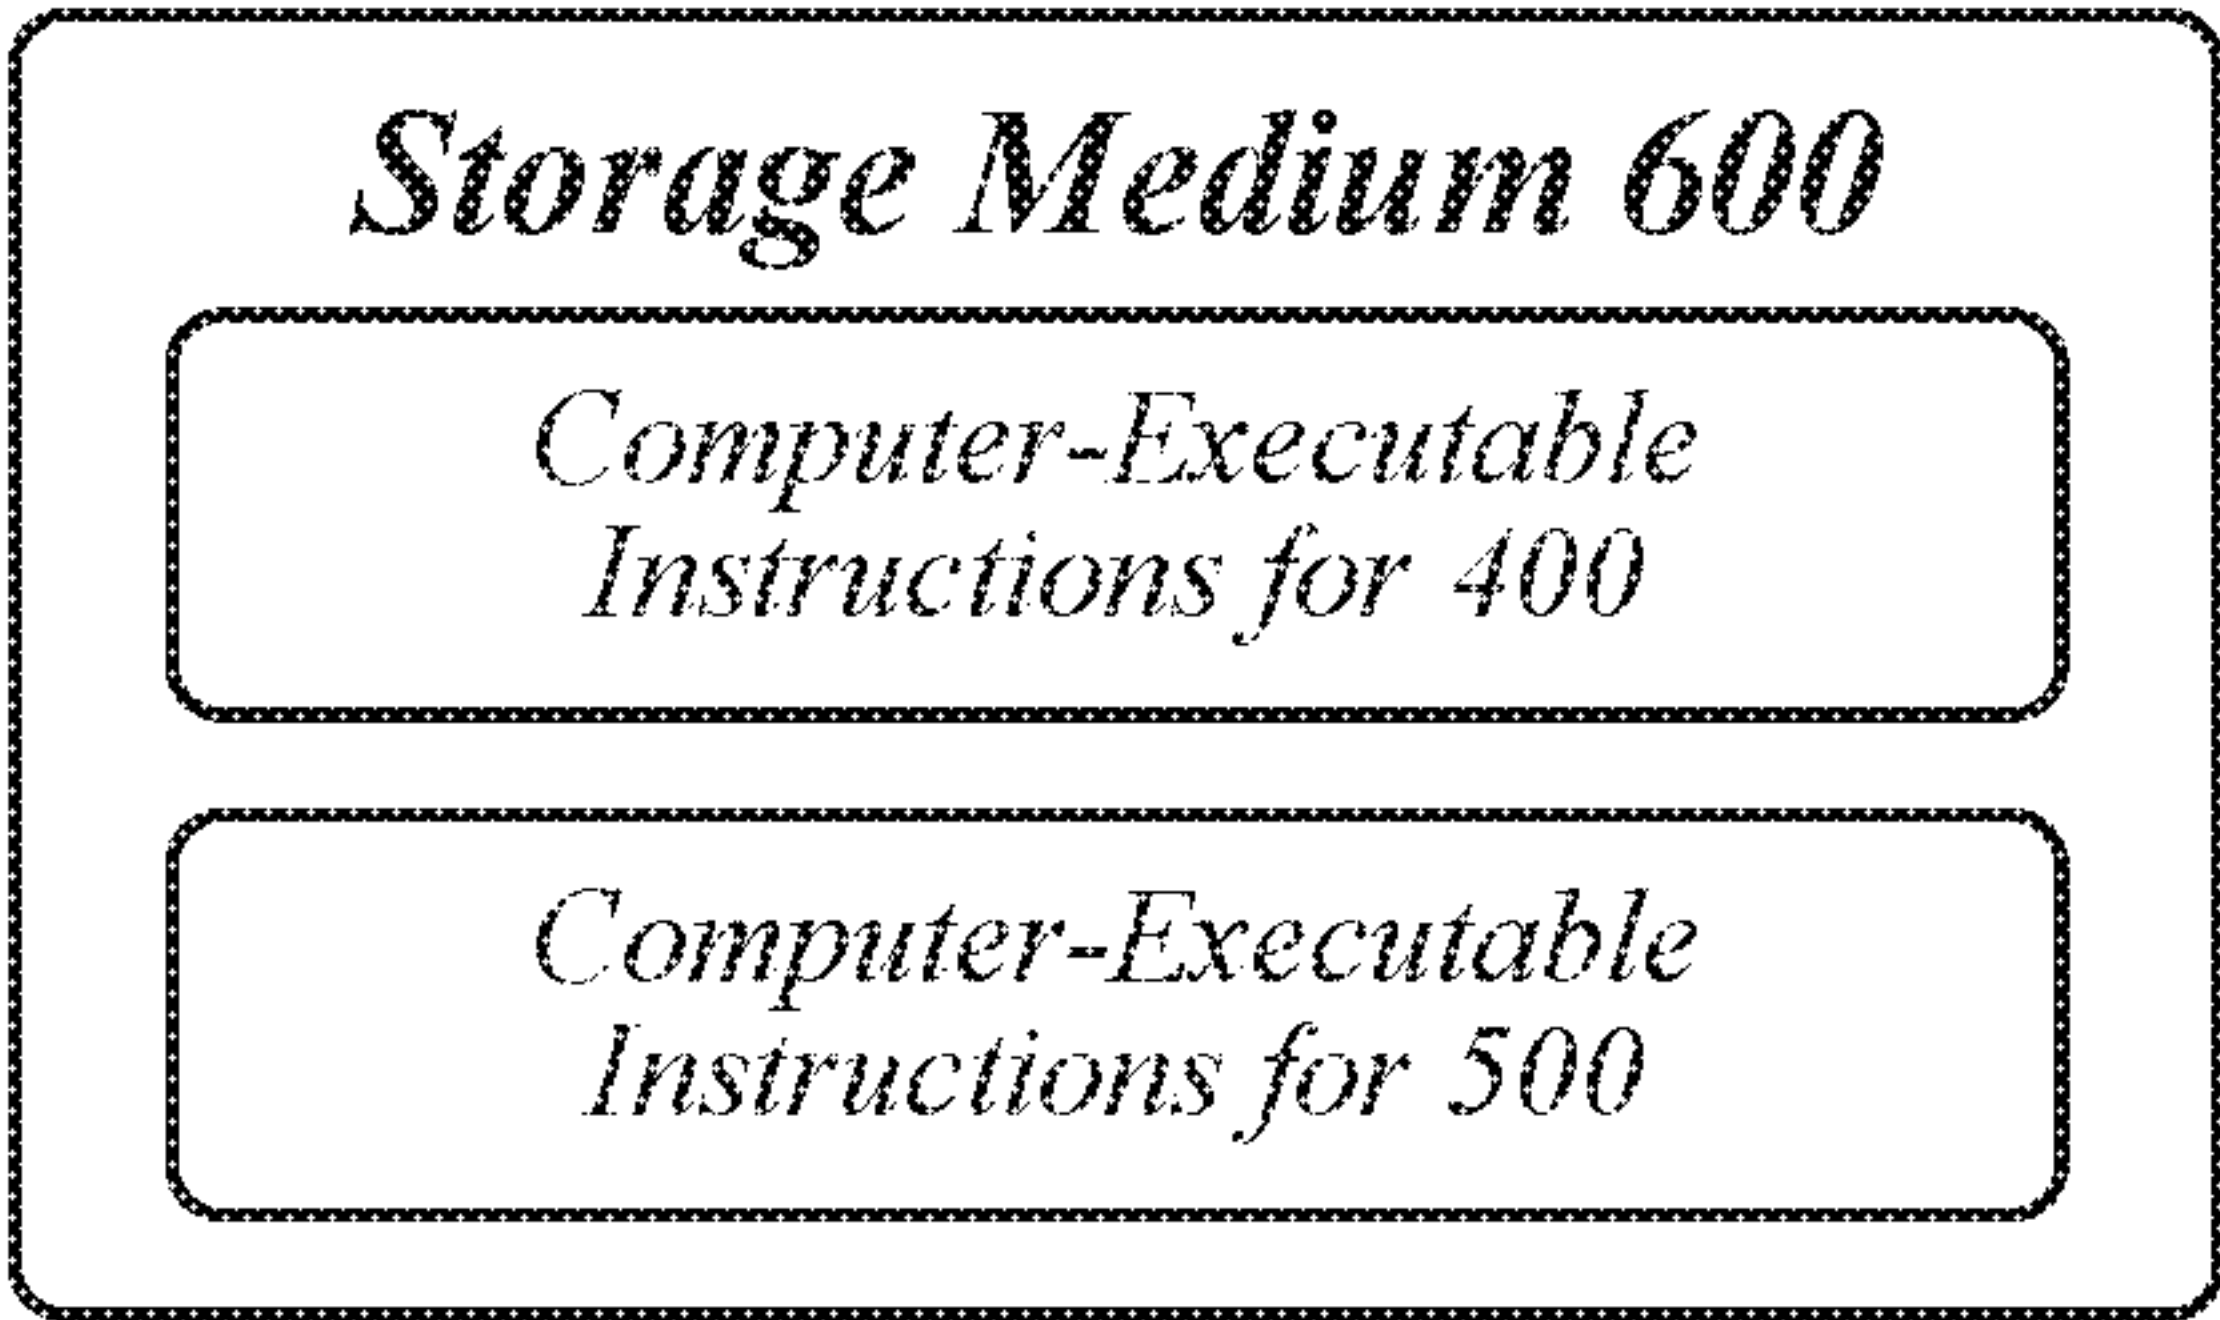 Storage Medium 600
Computer-Executable
Instructions for 400
Computer-Executable
Instructions for 500